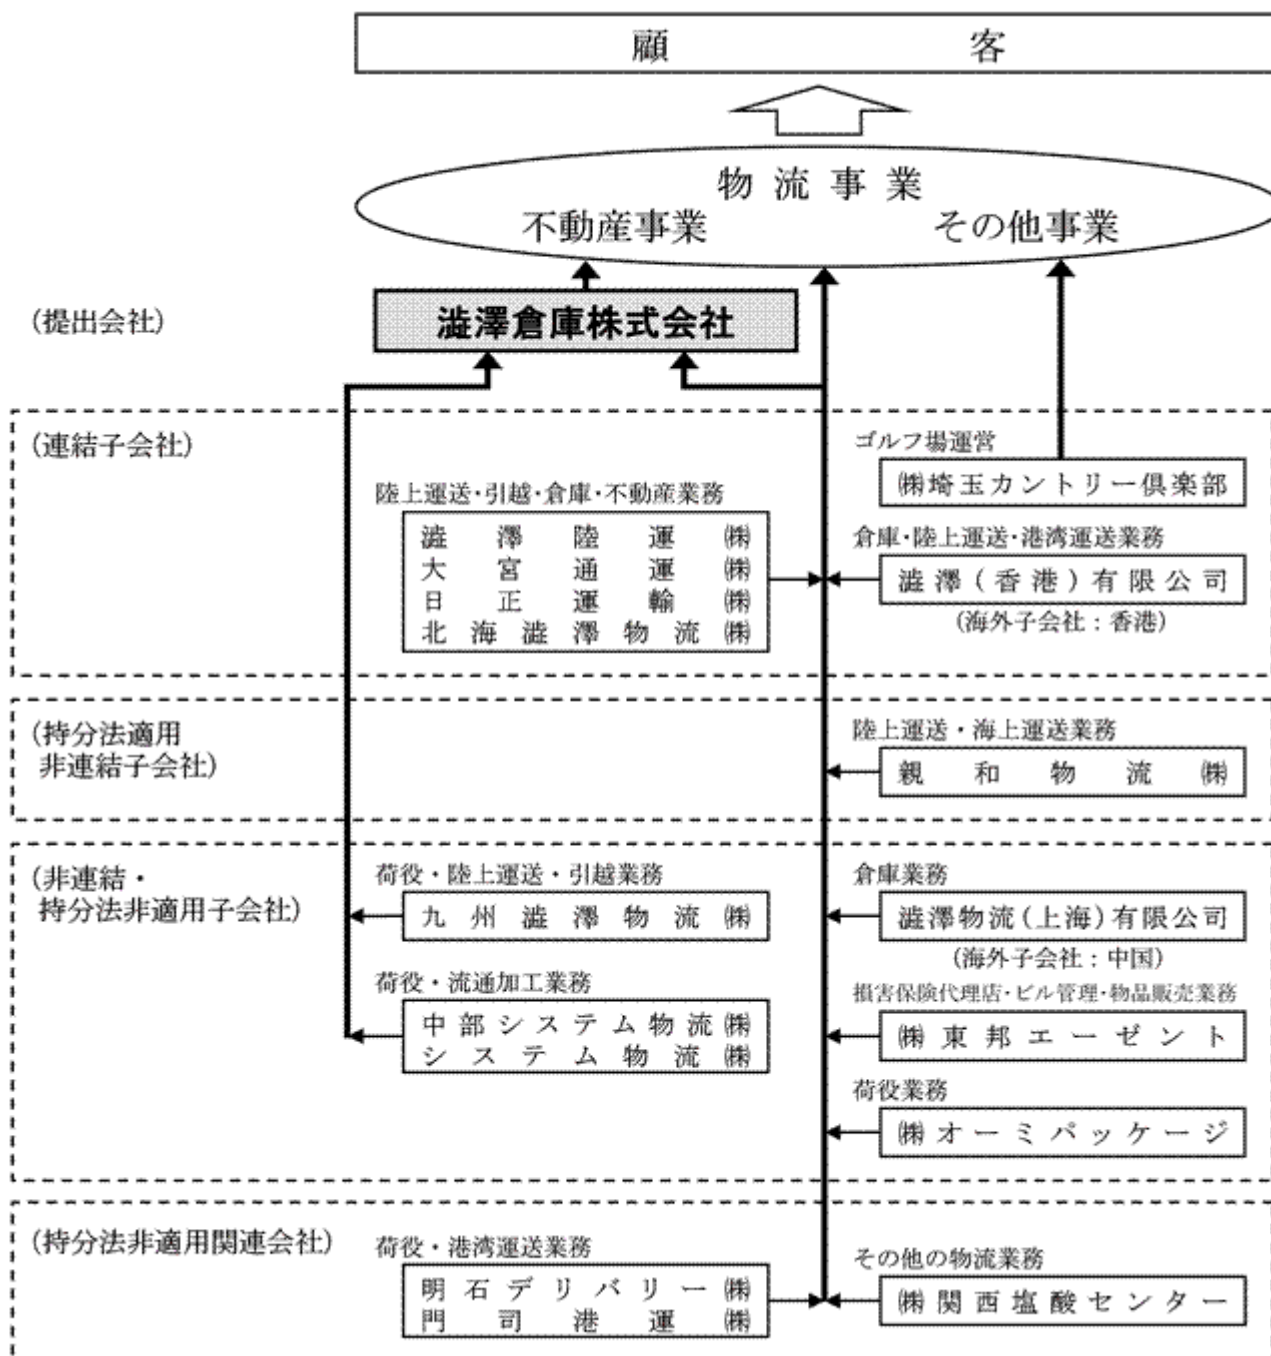 顧客
物流事業
不動産事業 その他事業
(提出会社)
澁澤倉庫株式会社
(連結子会社)
陸上運送・引越・倉庫・不動産業務
澁澤陸運㈱
大宮通運㈱
日正運輸㈱
北海澁澤物流㈱
ゴルフ場運営
㈱埼玉カントリー倶楽部
倉庫・陸上運送・港湾運送業務
澁澤(香港)有限公司
(海外子会社:香港)
(持分法適用
非連結子会社)
陸上運送・海上運送業務
親和物流㈱
(非連結・
持分法非適用子会社)
荷役・陸上運送・引越業務
九州澁澤物流㈱
荷役・流通加工業務
中部システム物流㈱
システム物流㈱
倉庫業務
澁澤物流(上海)有限公司
(海外子会社:中国)
損害保険代理店・ビル管理・物品販売業務
㈱東邦エーゼント
荷役業務
㈱オーミパッケージ
(持分法非適用関連会社)
荷役・港湾運送業務
明石デリバリー㈱
門司港運㈱
その他の物流業務
㈱関西塩酸センター